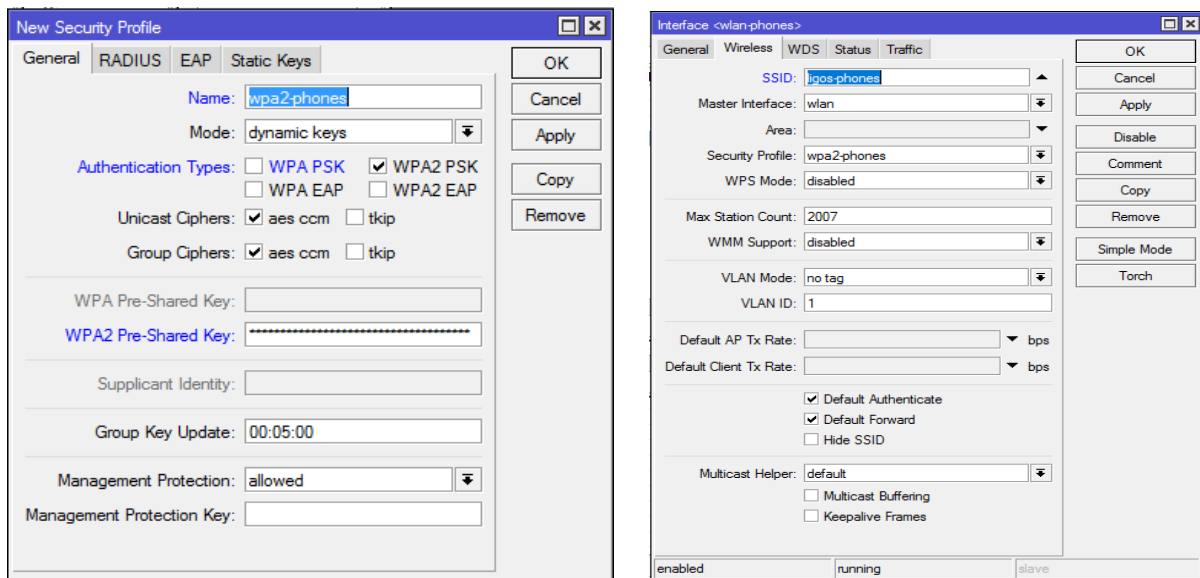 New Security Profile
General RADIUS EAP Static Keys
OK
Name: wpa2-phones
Cancel
Mode: dynamic keys
Apply
Authentication Types: WPA PSK WPA2 PSK
WPA EAP WPA2 EAP
Copy
Unicast Ciphers: aes ccm tkip
Remove
Group Ciphers: aes ccm tkip
WPA Pre-Shared Key:
WPA2 Pre-Shared Key: ************************************
Supplicant Identity:
Group Key Update: 00:05:00
Management Protection: allowed
Management Protection Key:
Interface <wlan-phones>
General Wireless WDS Status Traffic
OK
SSID: ligos-phones
Cancel
Master Interface: wlan
Apply
Area:
Disable
Security Profile: wpa2-phones
Comment
WPS Mode: disabled
Copy
Max Station Count: 2007
Remove
WMM Support: disabled
Simple Mode
VLAN Mode: no tag
Torch
VLAN ID: 1
Default AP Tx Rate: bps
Default Client Tx Rate: bps
Default Authenticate
Default Forward
Hide SSID
Multicast Helper: default
Multicast Buffering
Keepalive Frames
enabled running slave